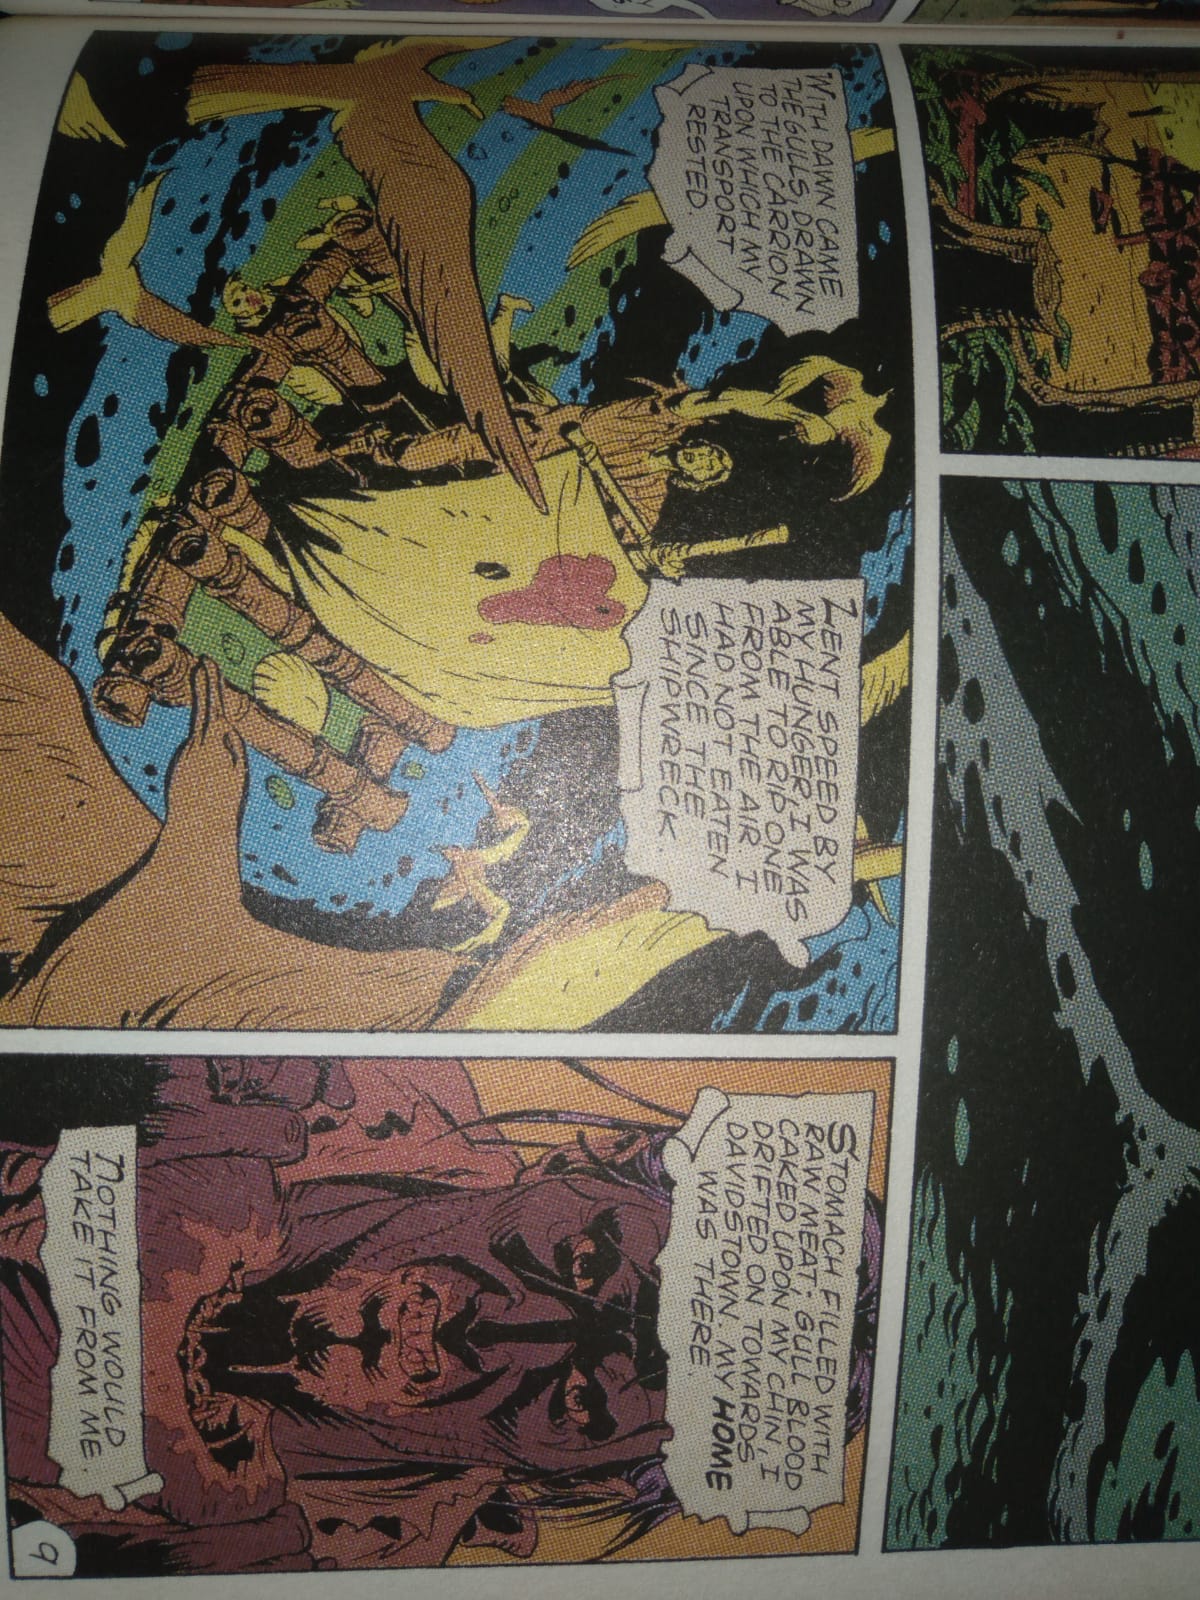 WITH DAWN CAME
THE GULLS, DRAWN
TO THE CARRION
UPON WHICH MY
TRANSPORT
RESTED.
LENT SPEED BY
MY HUNGER, I WAS
ABLE TO RIP ONE
FROM THE AIR. I
HAD NOT EATEN
SINCE THE
SHIPWRECK.
STOMACH FILLED WITH
RAW MEAT; GULL BLOOD
CAKED UPON MY CHIN, I
DRIFTED ON TOWARDS
DAVIDSTOWN. MY HOME
WAS THERE.
NOTHING WOULD
TAKE IT FROM ME.
9